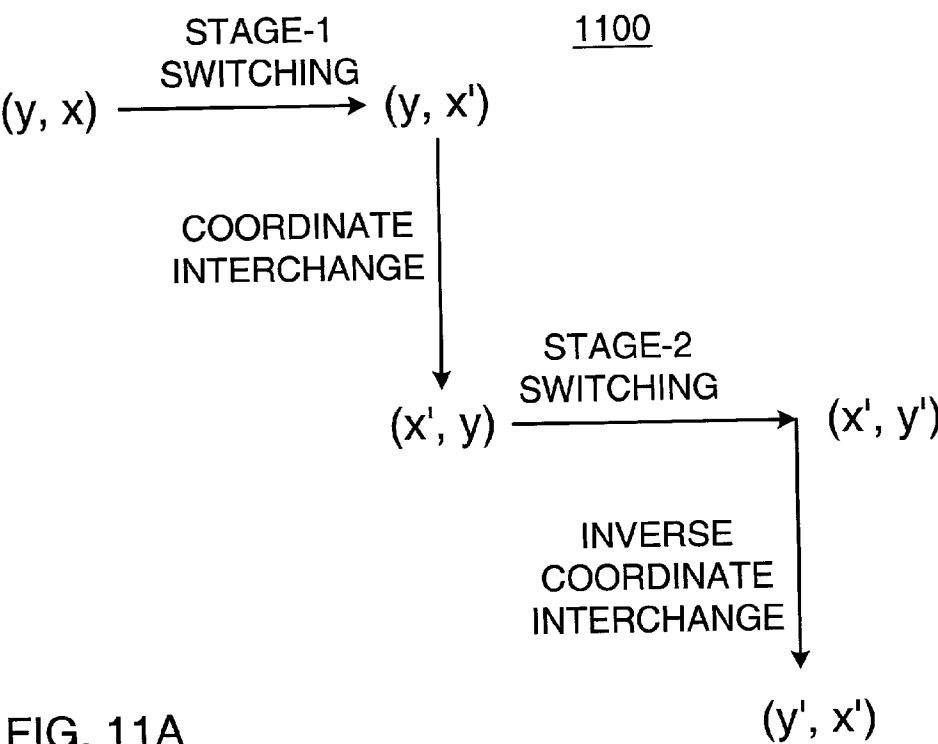 STAGE-1
SWITCHING
1100
(y, x)
(y, x')
COORDINATE
INTERCHANGE
STAGE-2
SWITCHING
(x', y)
(x', y')
INVERSE
COORDINATE
INTERCHANGE
(y', x')
FIG. 11A